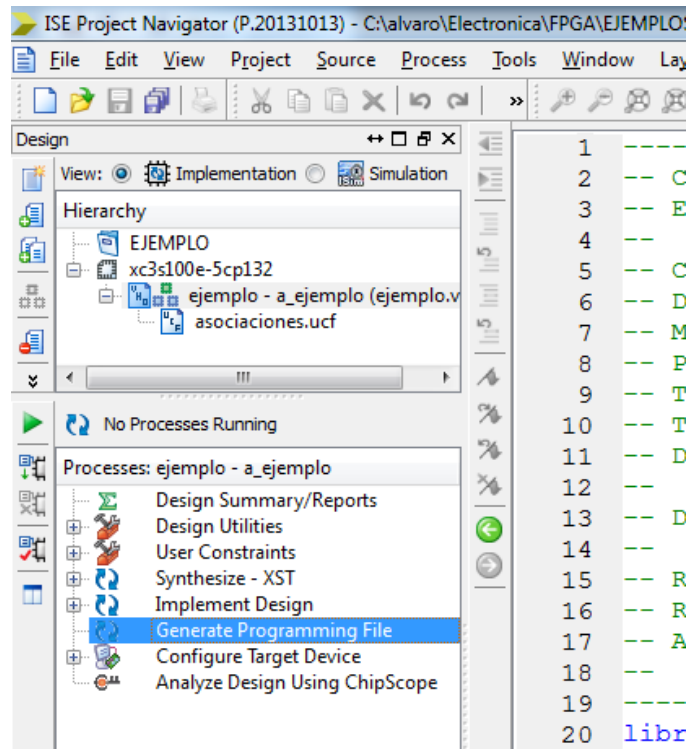 ISE Project Navigator (P.20131013) - C:\alvaro\Electronica\FPGA\EJEMPLOS
File Edit View Project Source Process Tools Window Lay
»
Design
View: Implementation Simulation
Hierarchy
EJEMPLO
xc3s100e-5cp132
ejemplo - a_ejemplo (ejemplo.v
asociaciones.ucf
No Processes Running
Processes: ejemplo - a_ejemplo
Design Summary/Reports
Design Utilities
User Constraints
Synthesize - XST
Implement Design
Generate Programming File
Configure Target Device
Analyze Design Using ChipScope
1 ----
2 -- C
3 -- E
4 --
5 -- C
6 -- D
7 -- M
8 -- P
9 -- T
10 -- T
11 -- D
12 --
13 -- D
14 --
15 -- R
16 -- R
17 -- A
18 --
19 ----
20 libr